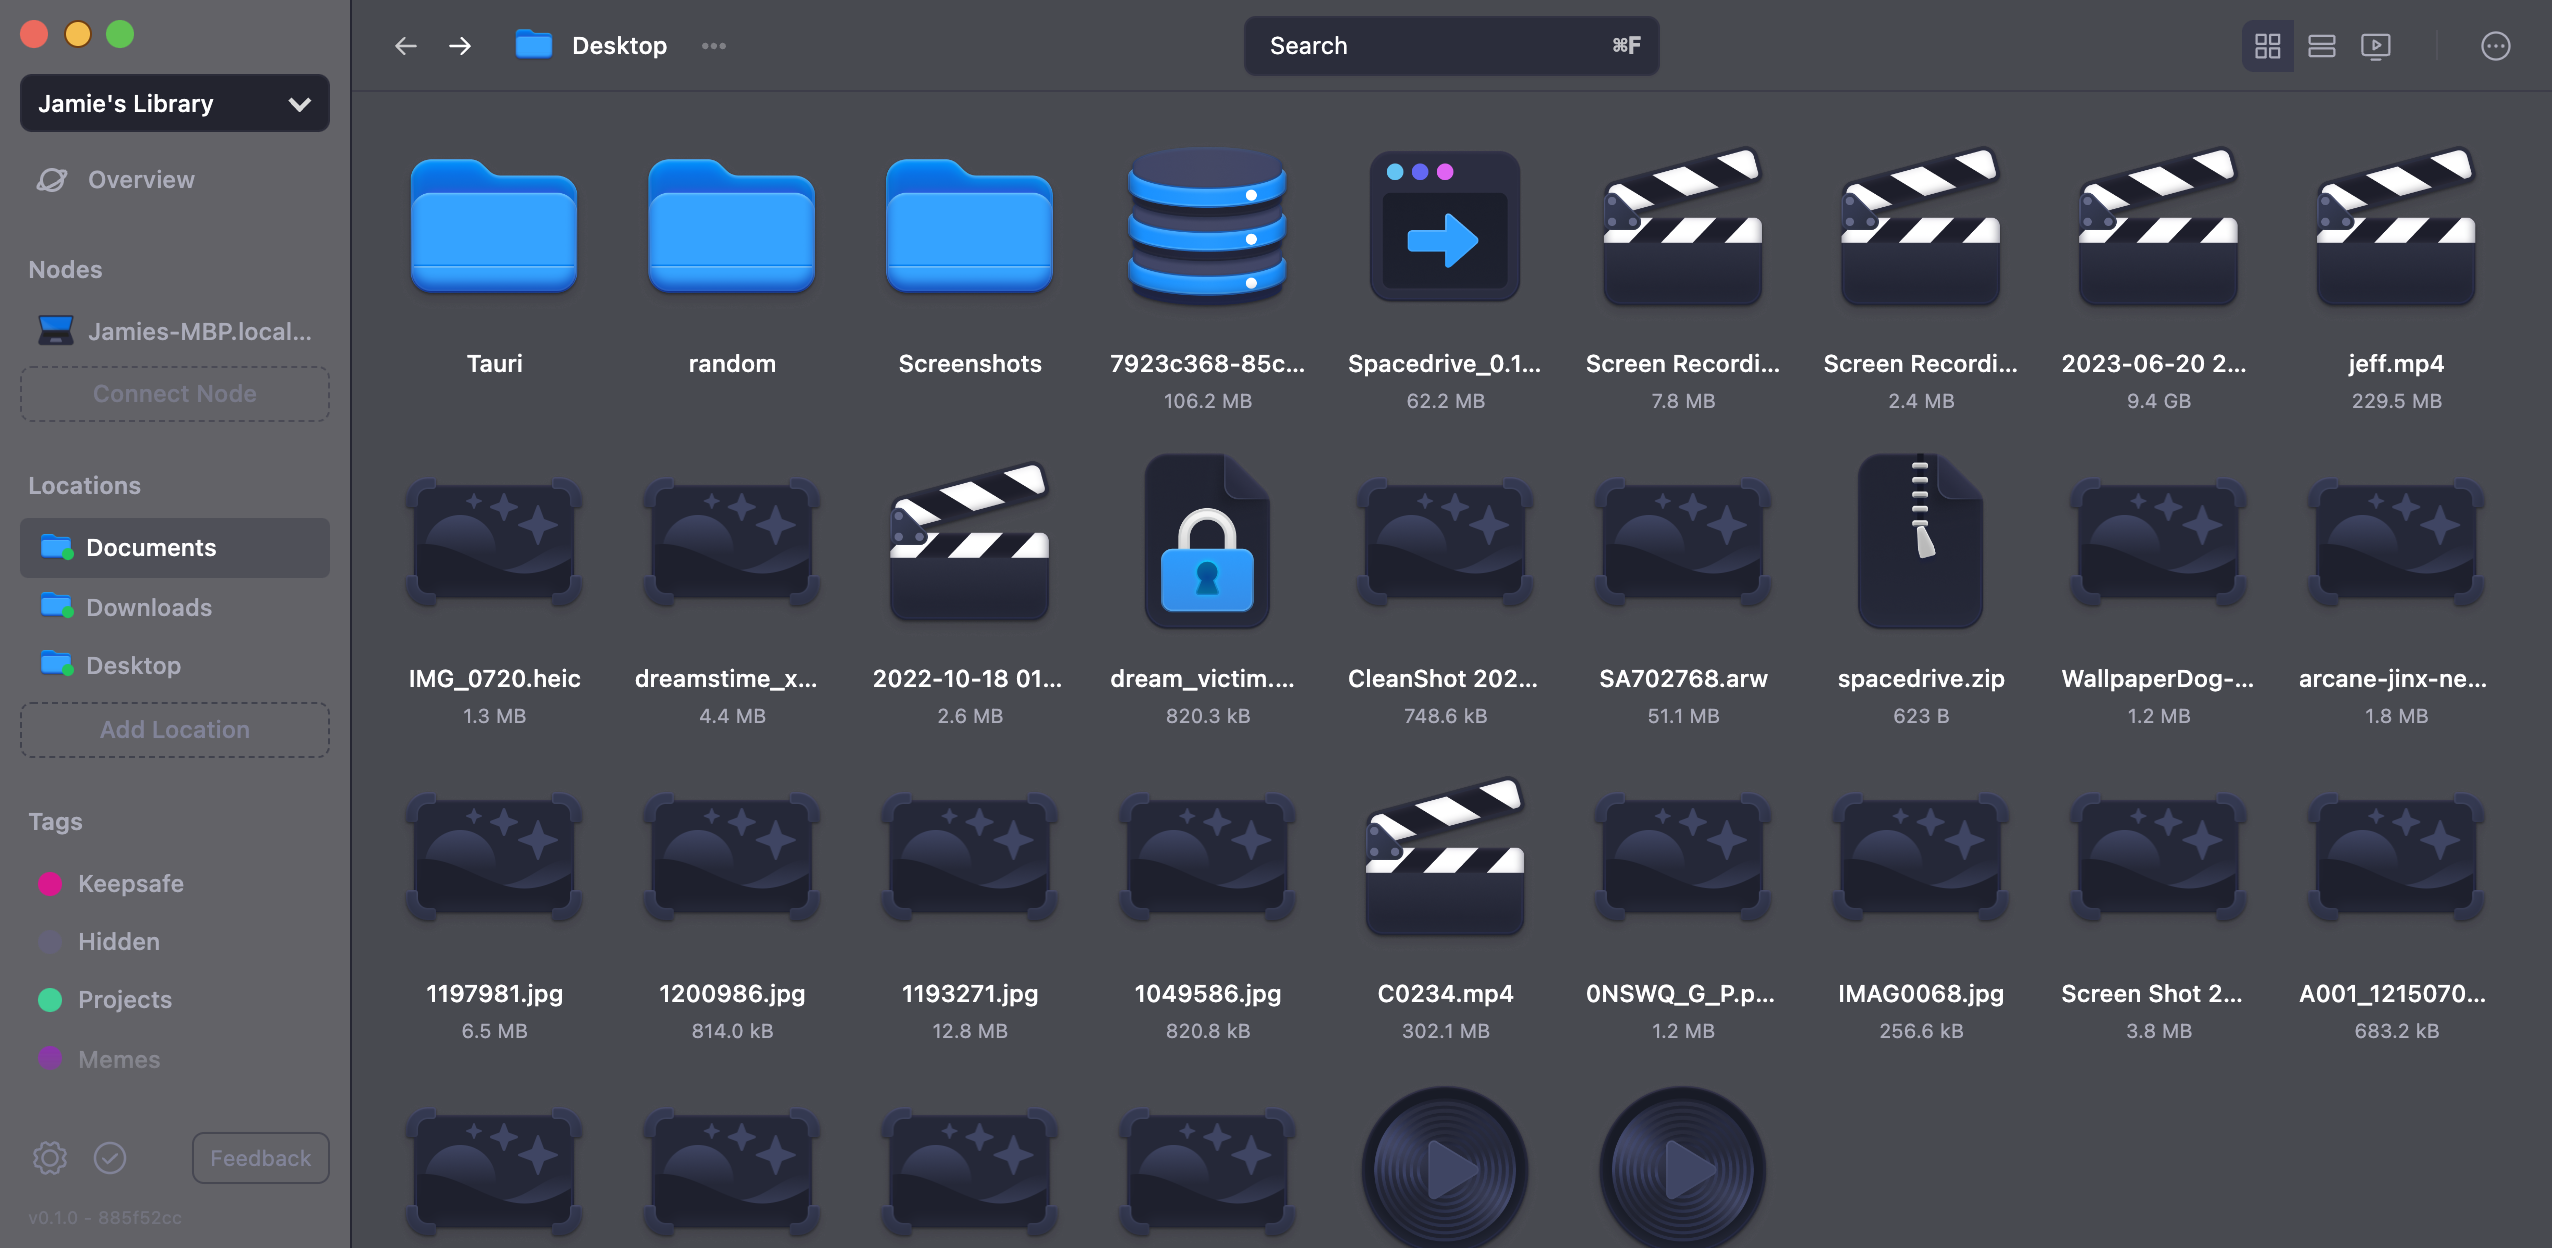 Jamie's Library
Overview
Nodes
Jamies-MBP.local...
Connect Node
Locations
Documents
Downloads
Desktop
Add Location
Tags
Keepsafe
Hidden
Projects
Memes
Feedback
v0.1.0 - 885f52cc
Desktop
Search ⌘F
Tauri random Screenshots 7923c368-85c... Spacedrive_0.1... Screen Recordi... Screen Recordi... 2023-06-20 2... jeff.mp4
106.2 MB 62.2 MB 7.8 MB 2.4 MB 9.4 GB 229.5 MB
IMG_0720.heic dreamstime_x... 2022-10-18 01... dream_victim.... CleanShot 202... SA702768.arw spacedrive.zip WallpaperDog-... arcane-jinx-ne...
1.3 MB 4.4 MB 2.6 MB 820.3 kB 748.6 kB 51.1 MB 623 B 1.2 MB 1.8 MB
1197981.jpg 1200986.jpg 1193271.jpg 1049586.jpg C0234.mp4 0NSWQ_G_P.p... IMAG0068.jpg Screen Shot 2... A001_1215070...
6.5 MB 814.0 kB 12.8 MB 820.8 kB 302.1 MB 1.2 MB 256.6 kB 3.8 MB 683.2 kB